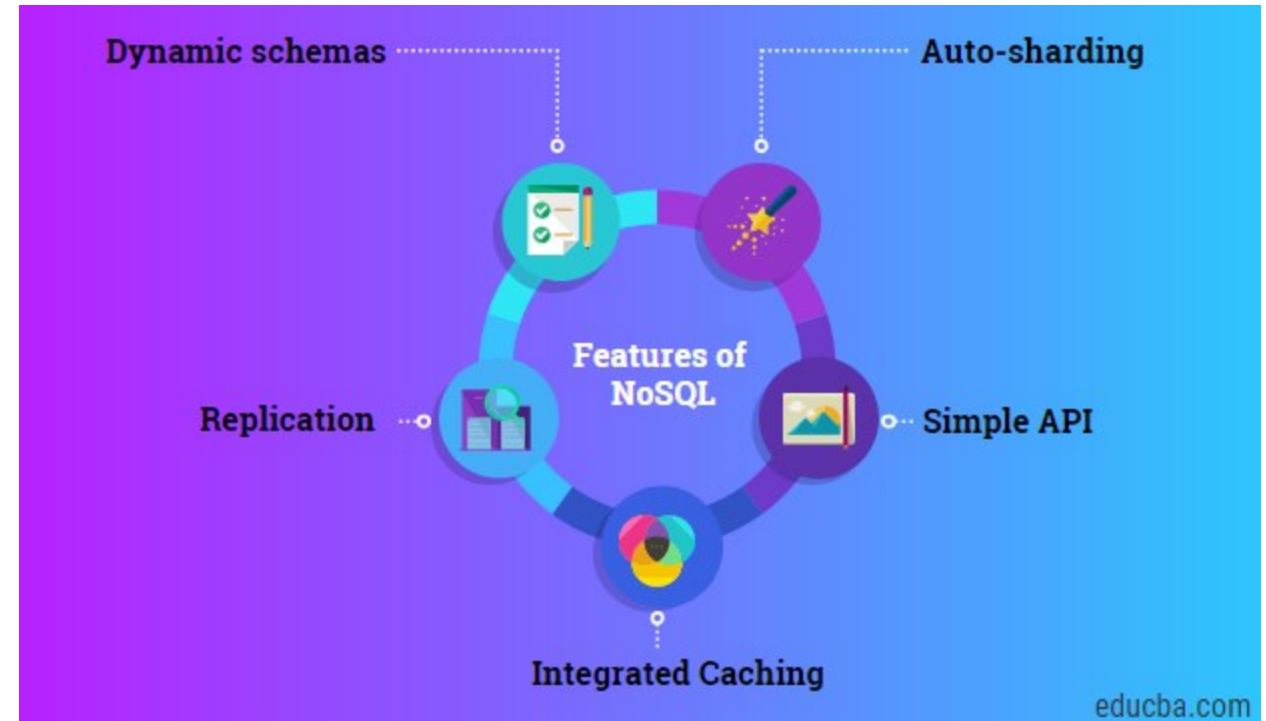 Dynamic schemas
Auto-sharding
Features of
NoSQL
Replication
Simple API
Integrated Caching
educba.com